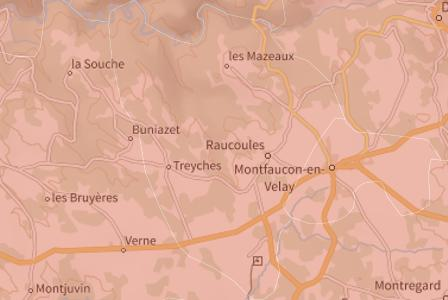 D
les Mazeaux
la Souche
Buniazet
Raucoules
Treyches
Montfaucon-en-
Velay
les Bruyères
Verne
Montjuvin
Montregard